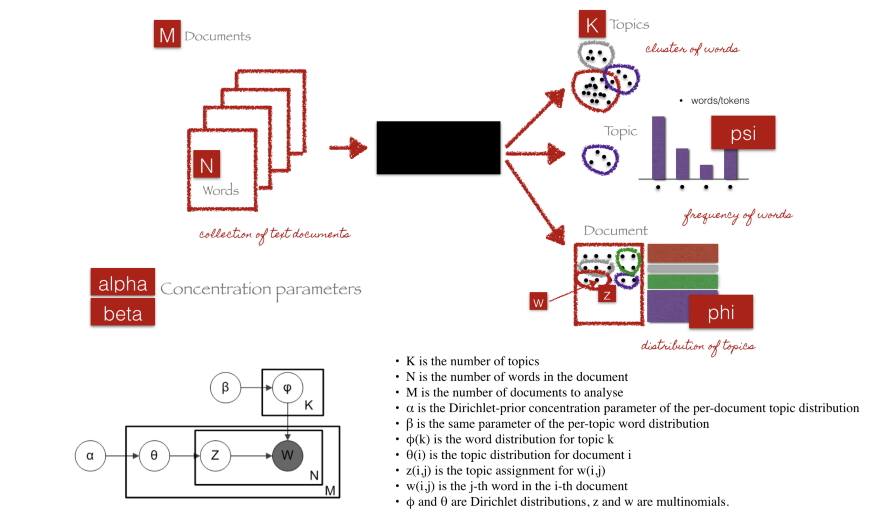 M Documents
K Topics
cluster of words
words/tokens
N
Words
Topic
psi
collection of text documents
frequency of words
Document
w
z
phi
distribution of topics
alpha
beta
Concentration parameters
β
φ
K
α
θ
Z
W
N
M
• K is the number of topics
• N is the number of words in the document
• M is the number of documents to analyse
• α is the Dirichlet-prior concentration parameter of the per-document topic distribution
• β is the same parameter of the per-topic word distribution
• ϕ(k) is the word distribution for topic k
• θ(i) is the topic distribution for document i
• z(i,j) is the topic assignment for w(i,j)
• w(i,j) is the j-th word in the i-th document
• ϕ and θ are Dirichlet distributions, z and w are multinomials.